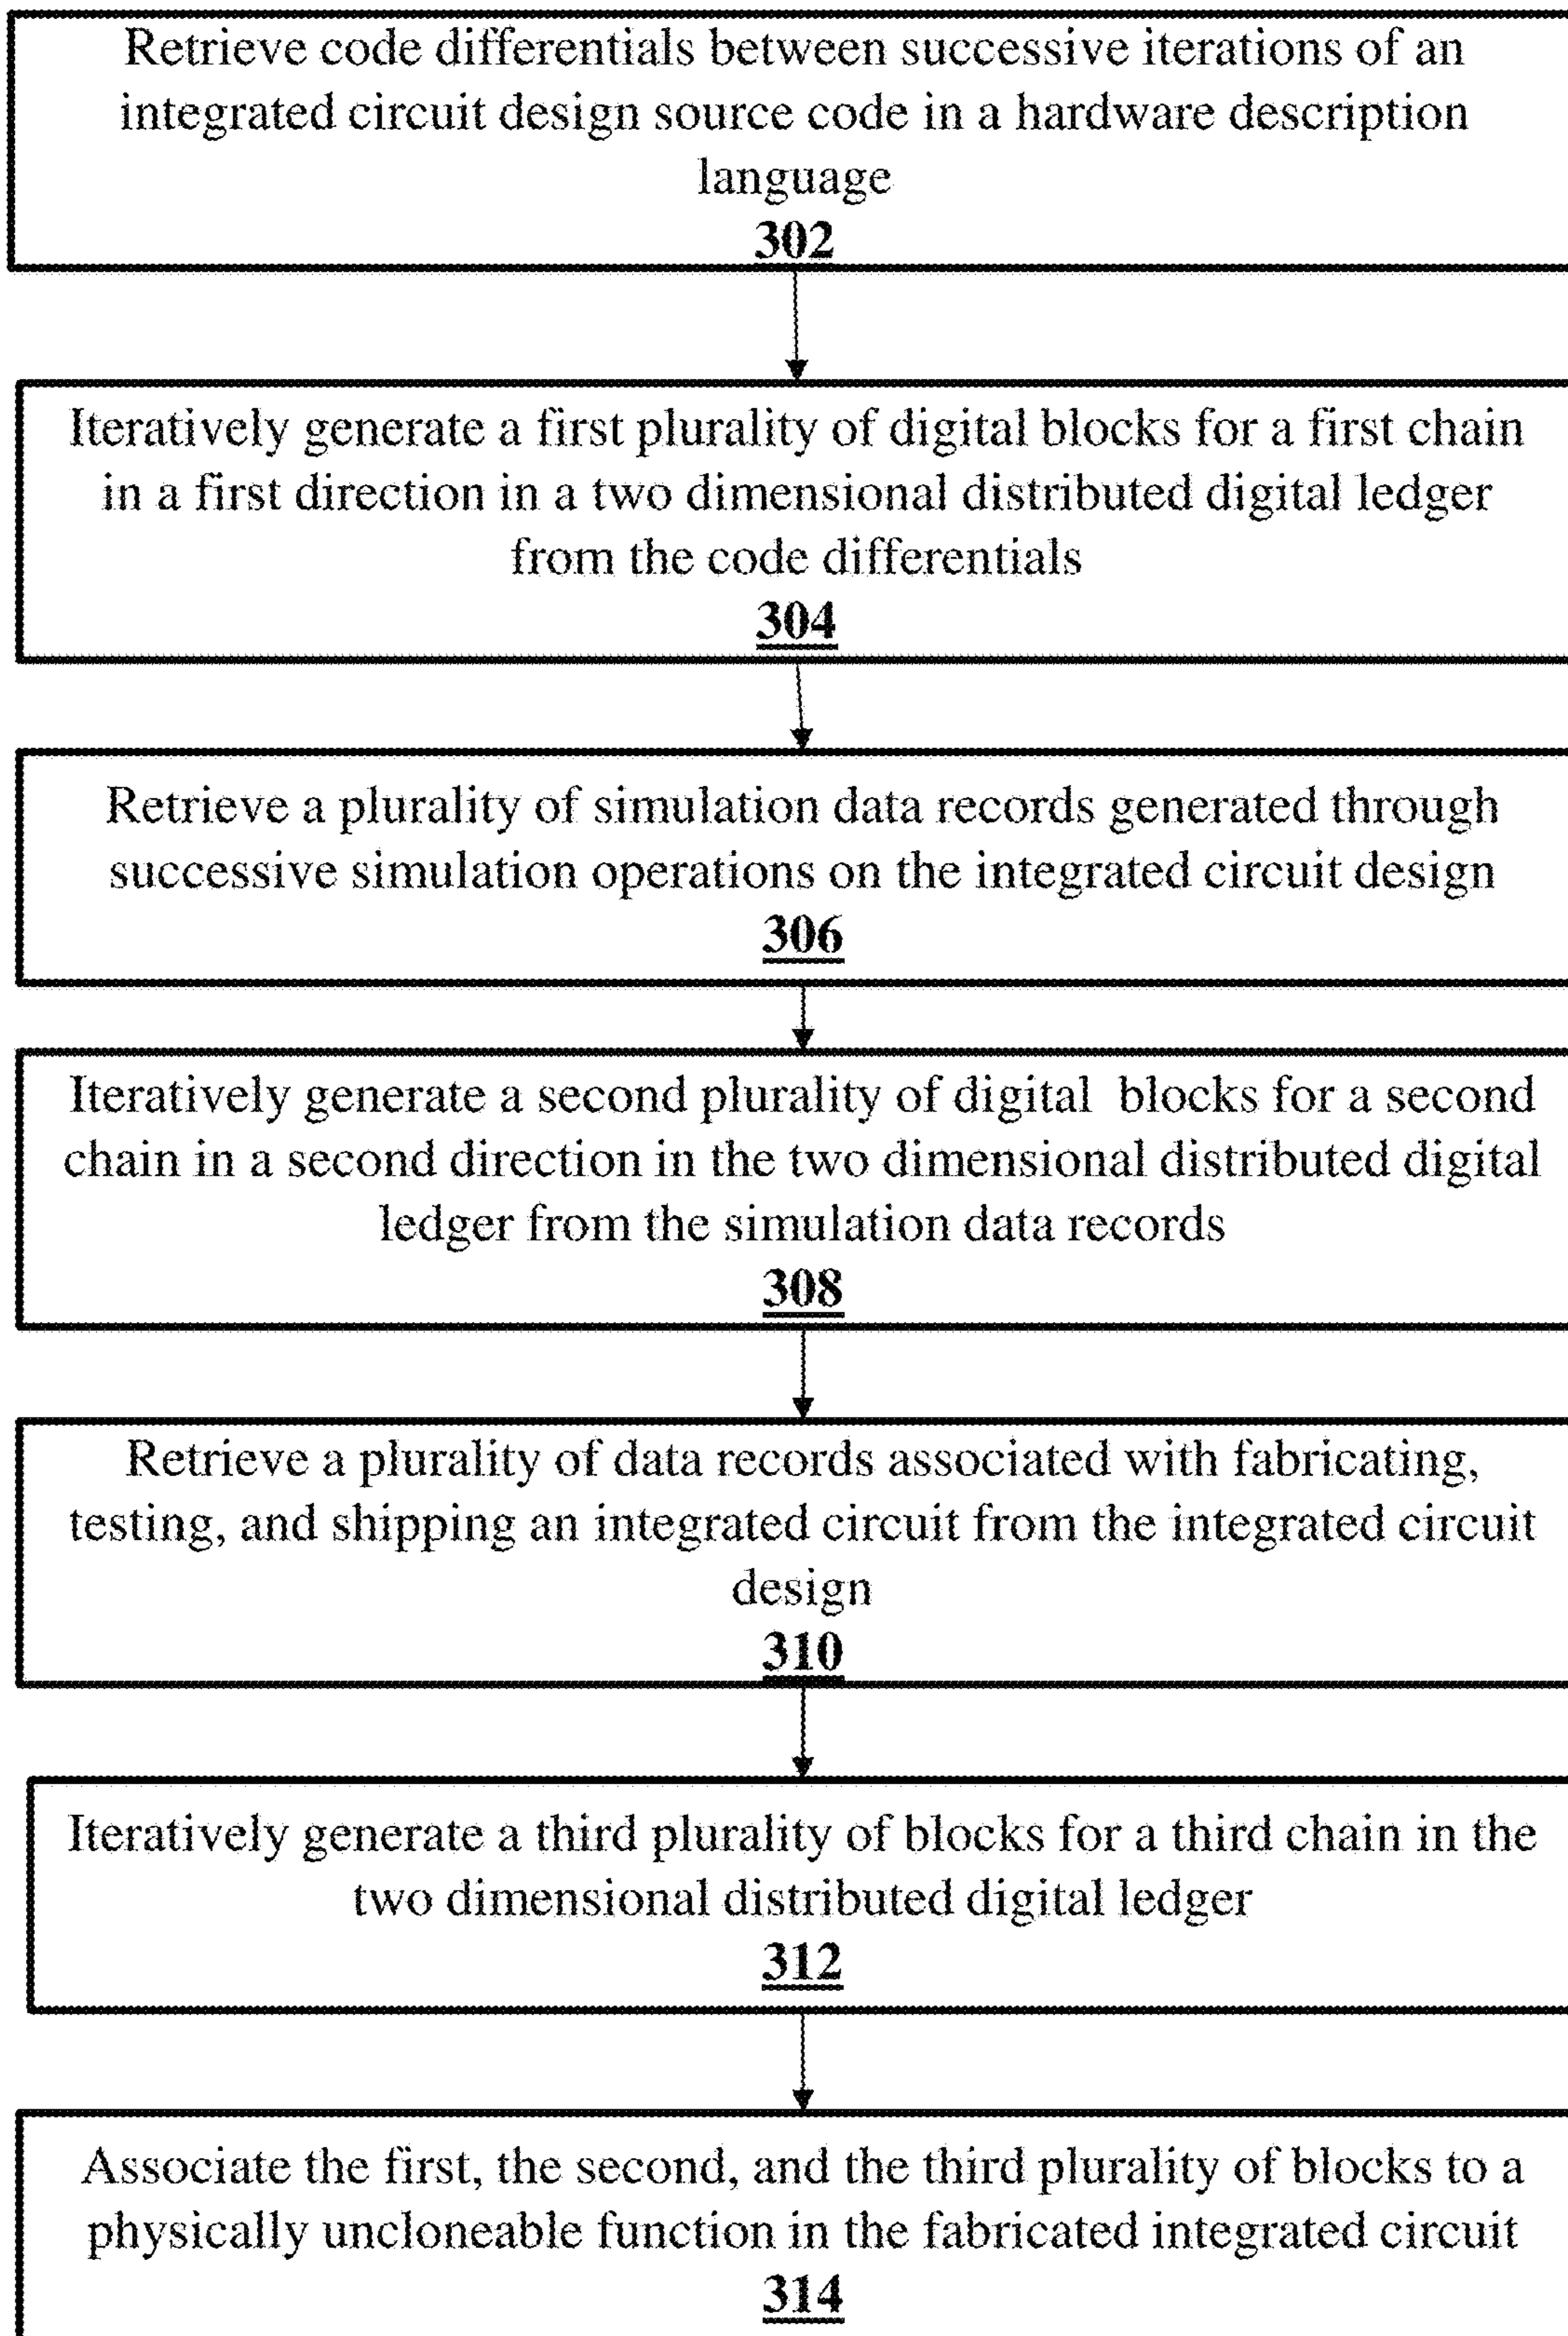 Retrieve code differentials between successive iterations of an
integrated circuit design source code in a hardware description
language
302
Iteratively generate a first plurality of digital blocks for a first chain
in a first direction in a two dimensional distributed digital ledger
from the code differentials
304
Retrieve a plurality of simulation data records generated through
successive simulation operations on the integrated circuit design
306
Iteratively generate a second plurality of digital blocks for a second
chain in a second direction in the two dimensional distributed digital
ledger from the simulation data records
308
Retrieve a plurality of data records associated with fabricating,
testing, and shipping an integrated circuit from the integrated circuit
design
310
Iteratively generate a third plurality of blocks for a third chain in the
two dimensional distributed digital ledger
312
Associate the first, the second, and the third plurality of blocks to a
physically uncloneable function in the fabricated integrated circuit
314